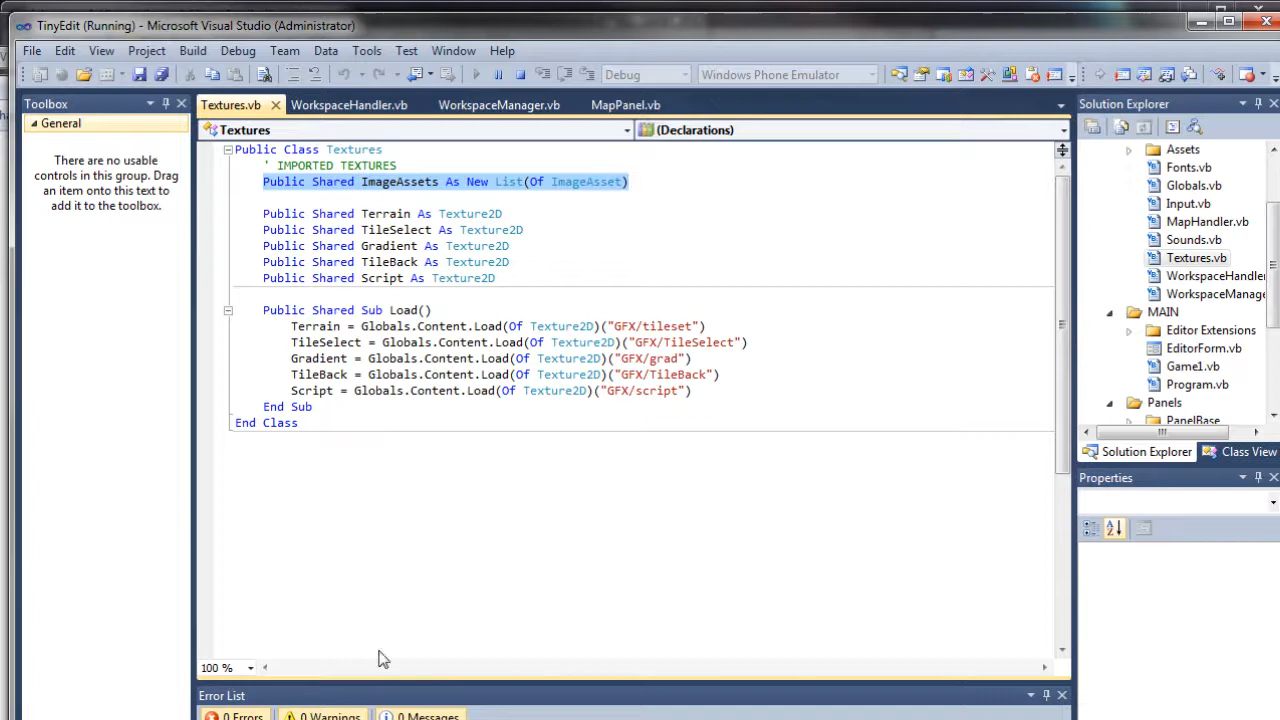 TinyEdit (Running) - Microsoft Visual Studio (Administrator)
File Edit View Project Build Debug Team Data Tools Test Window Help
Debug Windows Phone Emulator
Toolbox
General
There are no usable
controls in this group. Drag
an item onto this text to
add it to the toolbox.
Textures.vb WorkspaceHandler.vb WorkspaceManager.vb MapPanel.vb
Textures (Declarations)
Public Class Textures
' IMPORTED TEXTURES
Public Shared ImageAssets As New List(Of ImageAsset)
Public Shared Terrain As Texture2D
Public Shared TileSelect As Texture2D
Public Shared Gradient As Texture2D
Public Shared TileBack As Texture2D
Public Shared Script As Texture2D
Public Shared Sub Load()
Terrain = Globals.Content.Load(Of Texture2D)("GFX/tileset")
TileSelect = Globals.Content.Load(Of Texture2D)("GFX/TileSelect")
Gradient = Globals.Content.Load(Of Texture2D)("GFX/grad")
TileBack = Globals.Content.Load(Of Texture2D)("GFX/TileBack")
Script = Globals.Content.Load(Of Texture2D)("GFX/script")
End Sub
End Class
100 %
Error List
0 Errors 0 Warnings 0 Messages
Solution Explorer
Assets
Fonts.vb
Globals.vb
Input.vb
MapHandler.vb
Sounds.vb
Textures.vb
WorkspaceHandler
WorkspaceManage
MAIN
Editor Extensions
EditorForm.vb
Game1.vb
Program.vb
Panels
PanelBase
Solution Explorer Class View
Properties